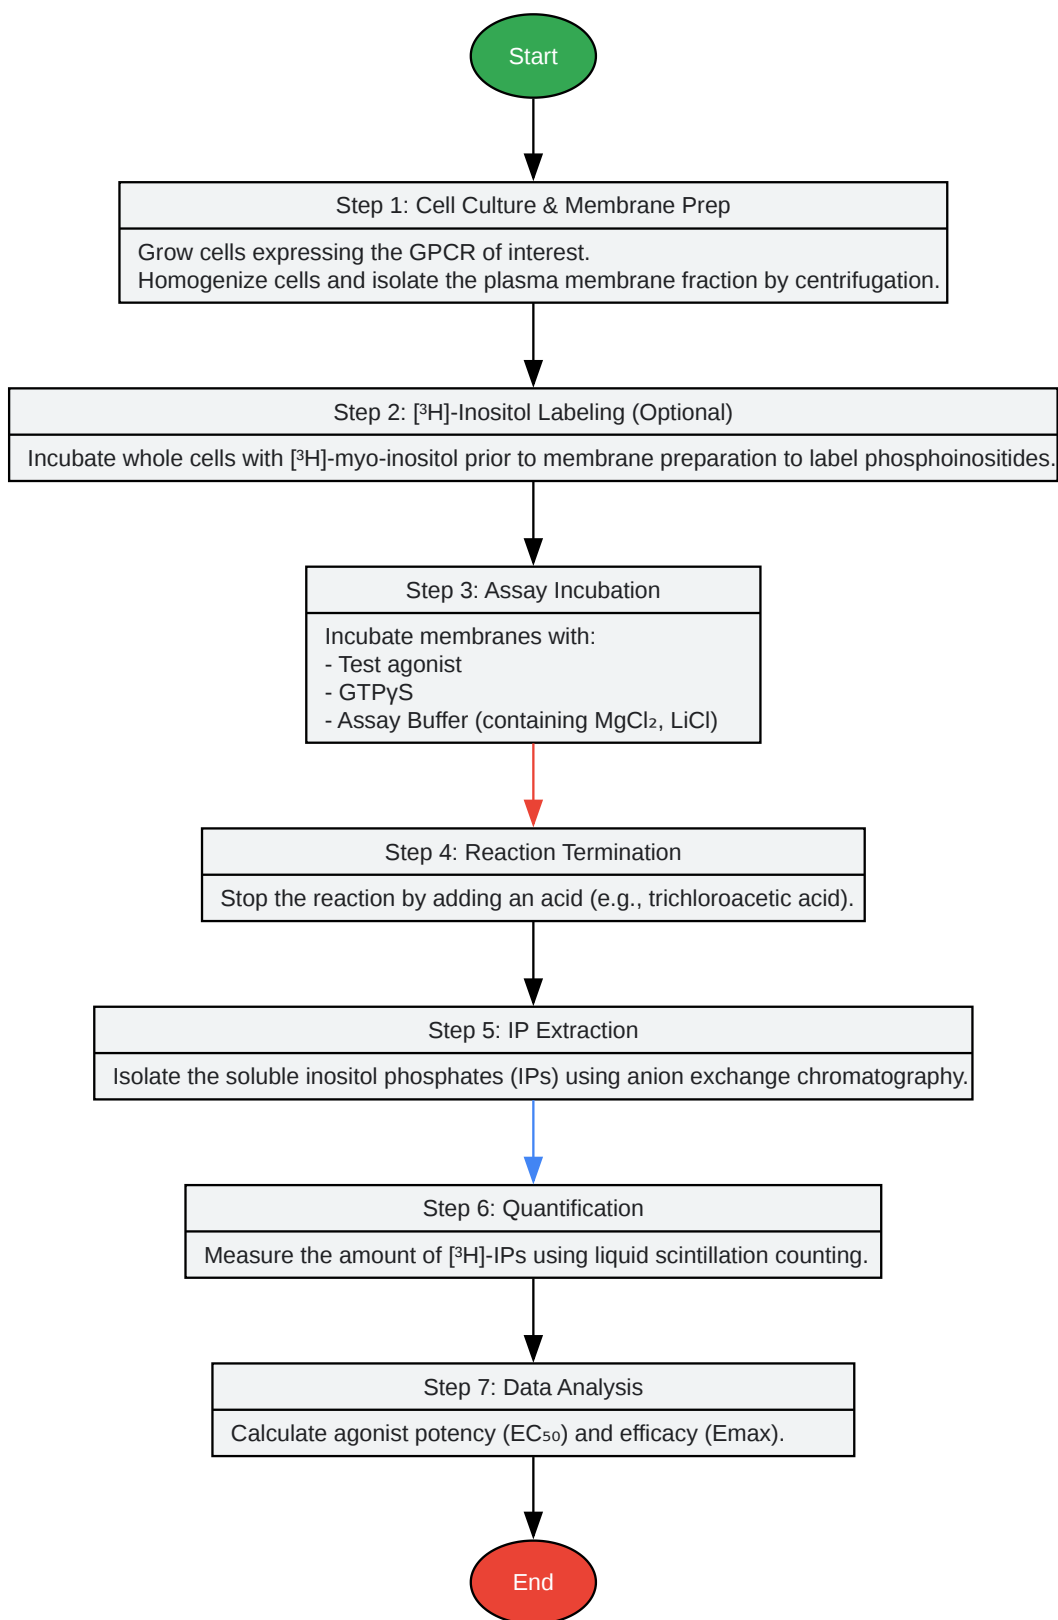 Start
Step 1: Cell Culture & Membrane Prep
Grow cells expressing the GPCR of interest.
Homogenize cells and isolate the plasma membrane fraction by centrifugation.
Step 2: [³H]-Inositol Labeling (Optional)
Incubate whole cells with [³H]-myo-inositol prior to membrane preparation to label phosphoinositides.
Step 3: Assay Incubation
Incubate membranes with:
- Test agonist
- GTPγS
- Assay Buffer (containing MgCl₂, LiCl)
Step 4: Reaction Termination
Stop the reaction by adding an acid (e.g., trichloroacetic acid).
Step 5: IP Extraction
Isolate the soluble inositol phosphates (IPs) using anion exchange chromatography.
Step 6: Quantification
Measure the amount of [³H]-IPs using liquid scintillation counting.
Step 7: Data Analysis
Calculate agonist potency (EC₅₀) and efficacy (Emax).
End